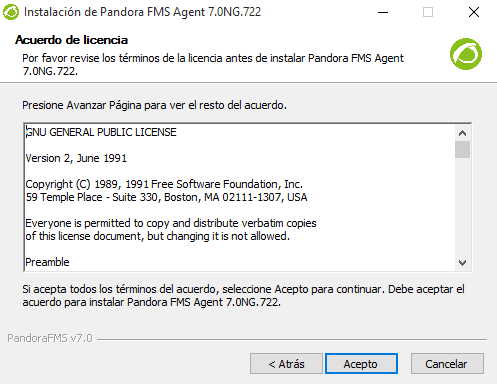 Instalación de Pandora FMS Agent 7.0NG.722
Acuerdo de licencia
Por favor revise los términos de la licencia antes de instalar Pandora FMS Agent
7.0NG.722.
Presione Avanzar Página para ver el resto del acuerdo.
GNU GENERAL PUBLIC LICENSE
Version 2, June 1991
Copyright (C) 1989, 1991 Free Software Foundation, Inc.
59 Temple Place - Suite 330, Boston, MA 02111-1307, USA
Everyone is permitted to copy and distribute verbatim copies
of this license document, but changing it is not allowed.
Preamble
Si acepta todos los términos del acuerdo, seleccione Acepto para continuar. Debe aceptar el
acuerdo para instalar Pandora FMS Agent 7.0NG.722.
PandoraFMS v7.0
< Atrás
Acepto
Cancelar